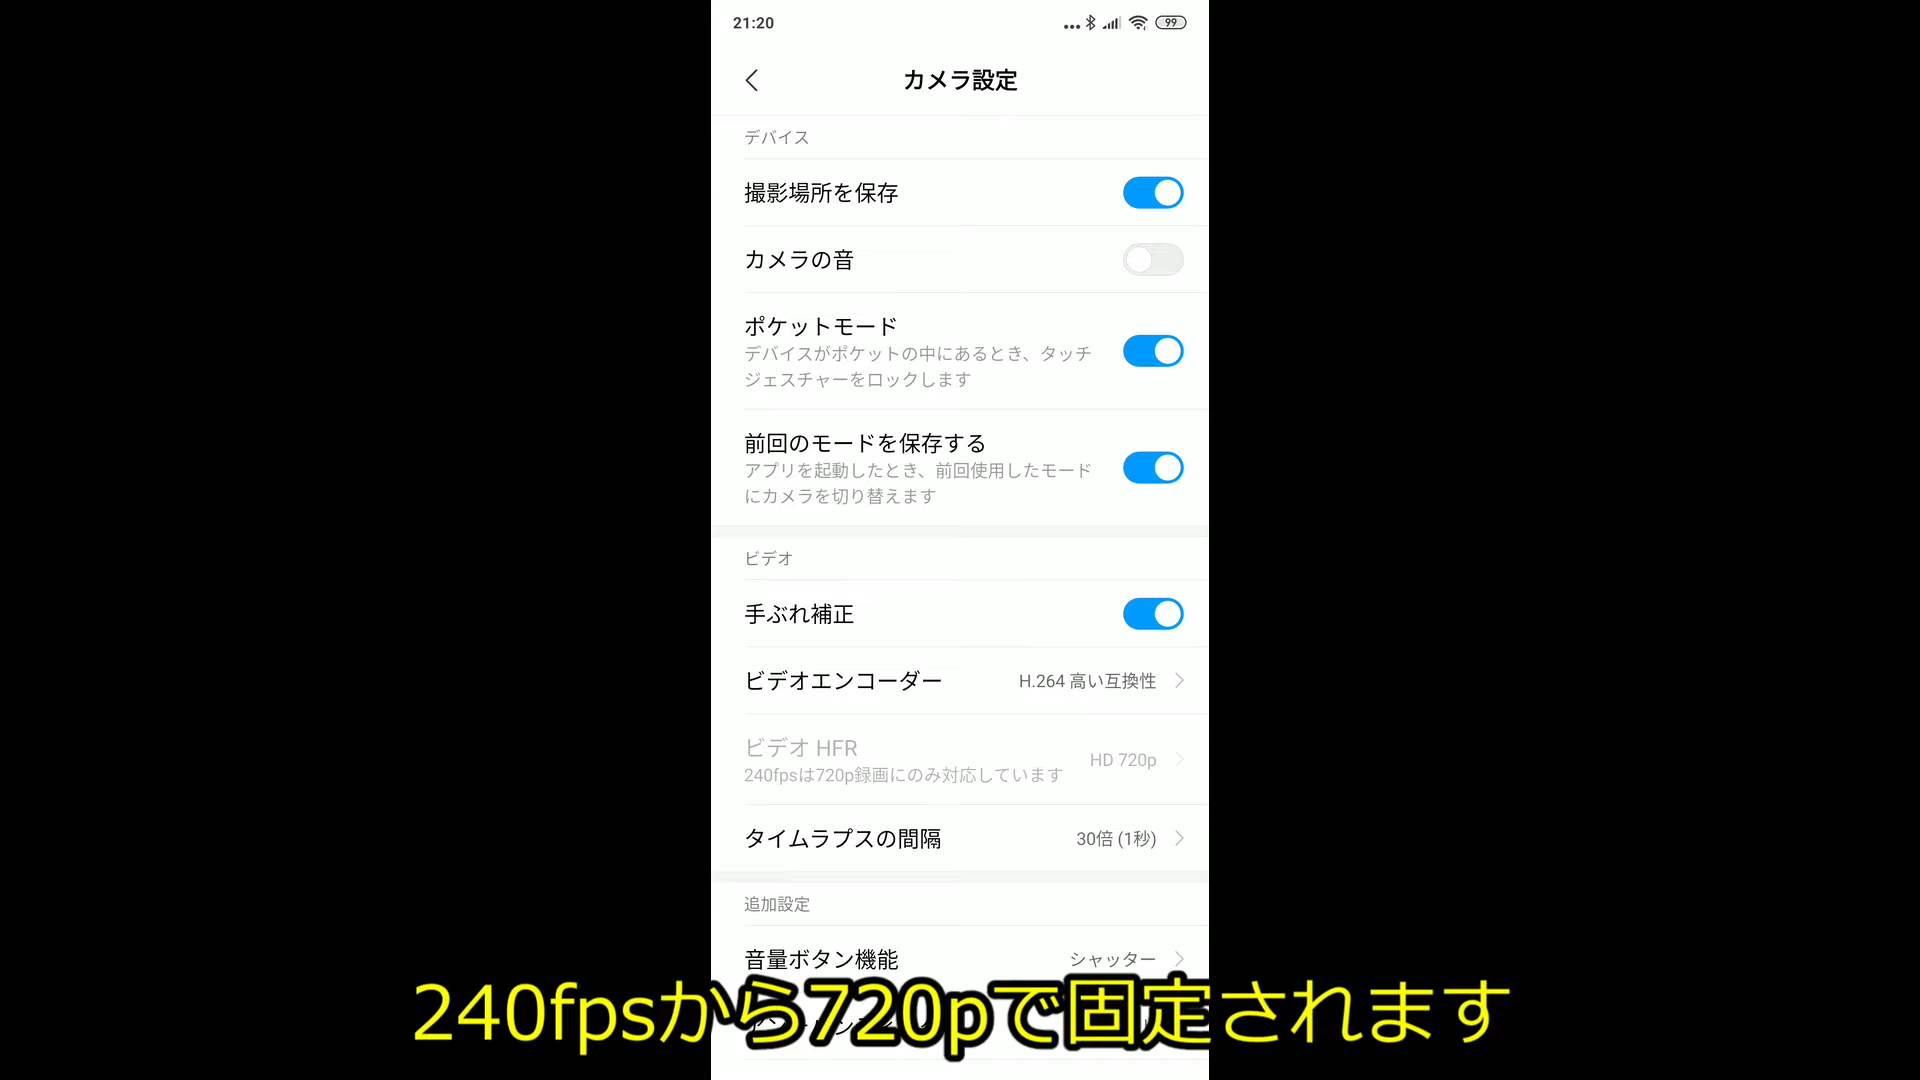 21:20
99
カメラ設定
デバイス
撮影場所を保存
カメラの音
ポケットモード
デバイスがポケットの中にあるとき、タッチ
ジェスチャーをロックします
前回のモードを保存する
アプリを起動したとき、前回使用したモード
にカメラを切り替えます
ビデオ
手ぶれ補正
ビデオエンコーダー
H.264 高い互換性
ビデオ HFR
240fpsは720p録画にのみ対応しています
HD 720p
タイムラプスの間隔
30倍 (1秒)
追加設定
音量ボタン機能
シャッター
240fpsから720pで固定されます